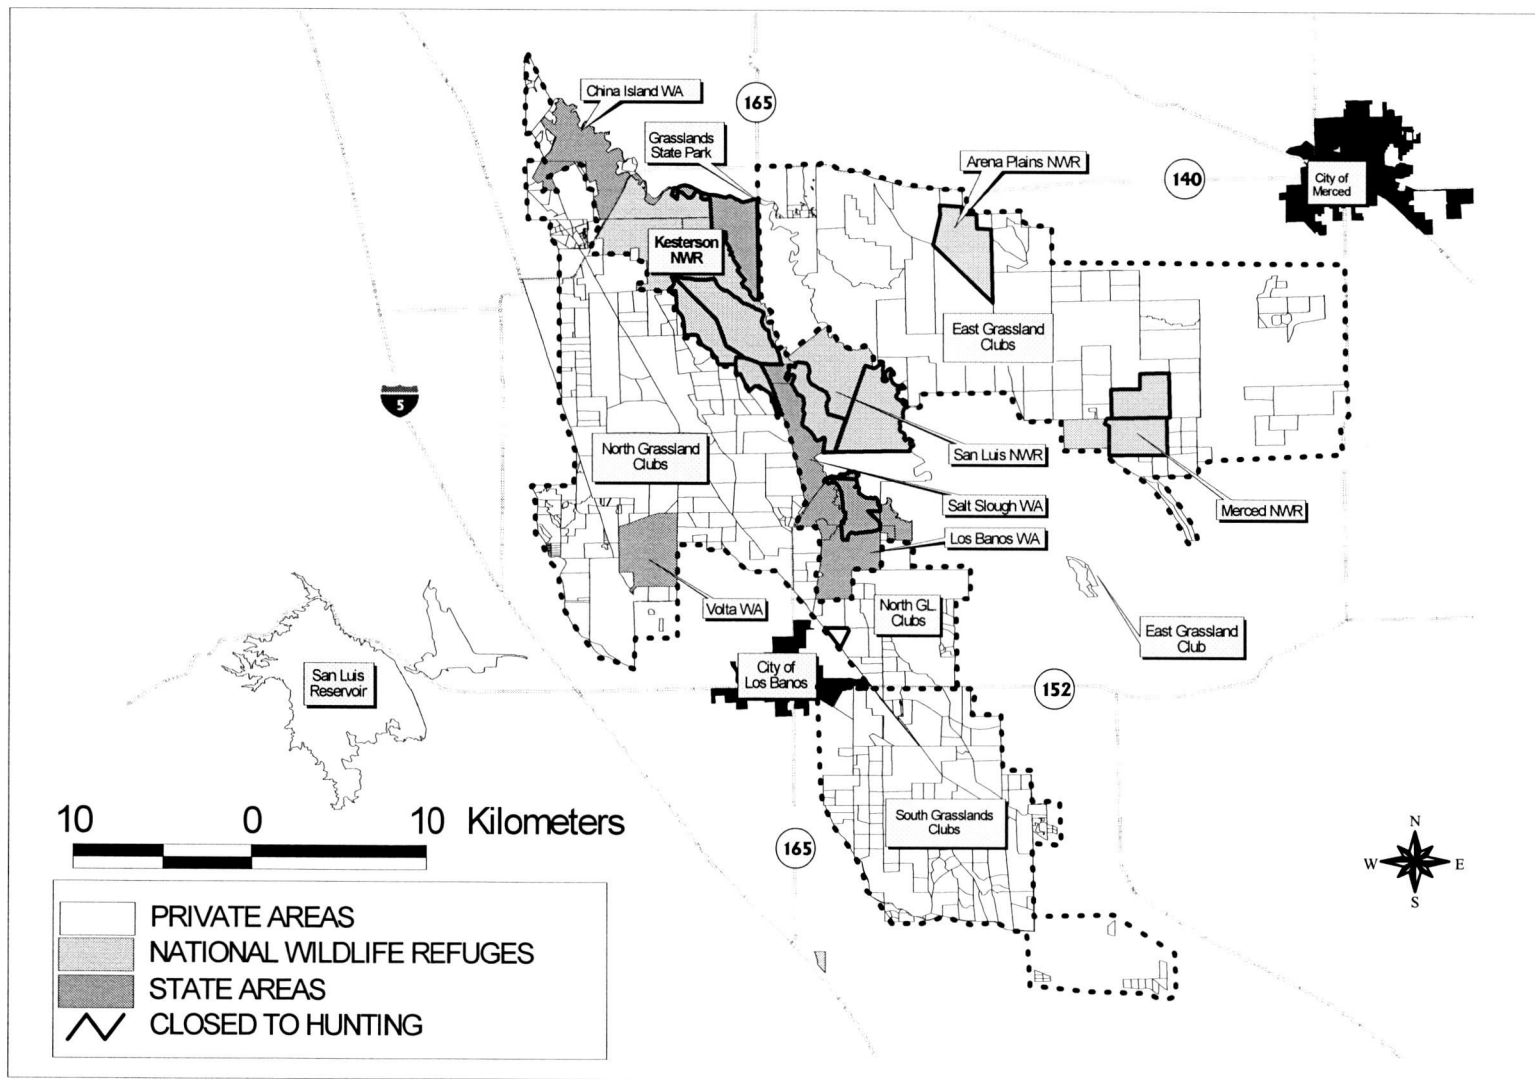 China Island WA
165
Grasslands
State Park
Arena Plains NWR
140
City of
Merced
Kesterson
NWR
East Grassland
Clubs
5
North Grassland
Clubs
San Luis NWR
Salt Slough WA
Merced NWR
Los Banos WA
Volta WA
North GL.
Clubs
East Grassland
Club
San Luis
Reservoir
City of
Los Banos
152
South Grasslands
Clubs
165
10 0 10 Kilometers
N
W E
S
PRIVATE AREAS
NATIONAL WILDLIFE REFUGES
STATE AREAS
CLOSED TO HUNTING